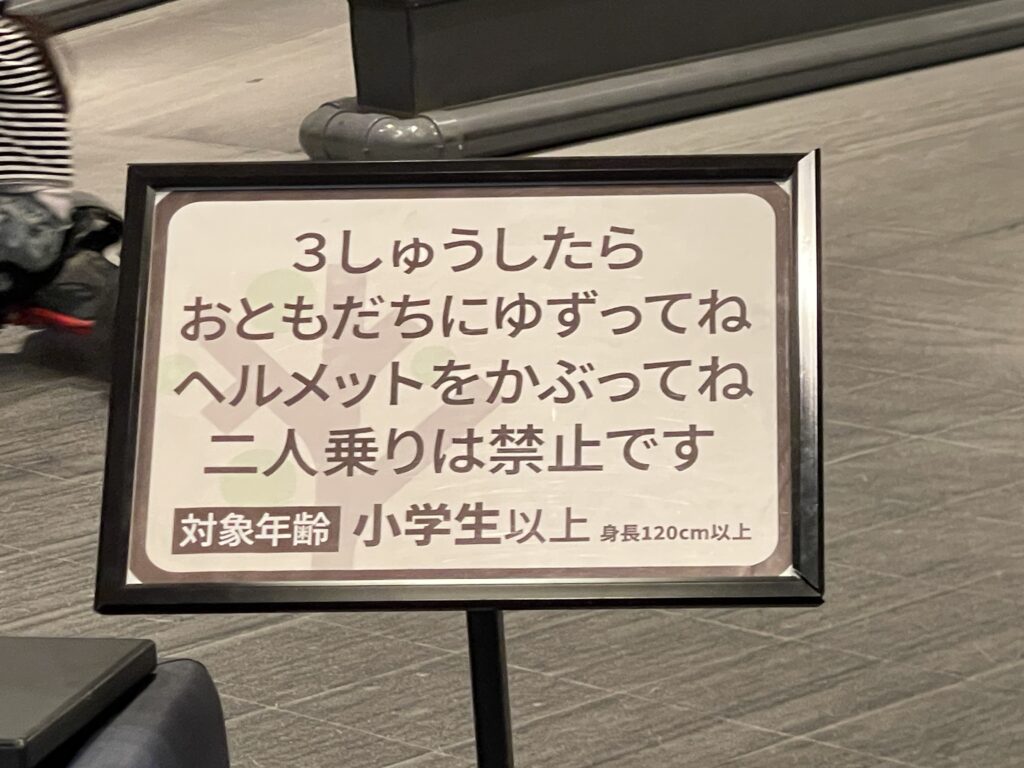 3しゅうしたら
おともだちにゆずってね
ヘルメットをかぶってね
二人乗りは禁止です
対象年齢 小学生以上 身長120cm以上